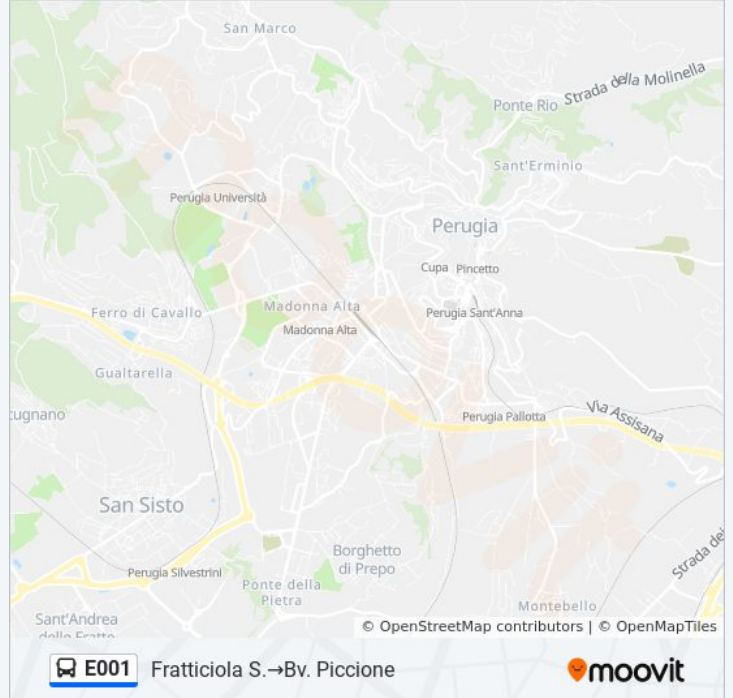 San Marco
Strada della Molinella
Ponte Rio
Sant'Erminio
Perugia Università
Perugia
Cupa
Pincetto
Ferro di Cavallo
Madonna Alta
Perugia Sant'Anna
Madonna Alta
Gualtarella
cugnano
Perugia Pallotta
Via Assisana
San Sisto
Borghetto
di Prepo
Strada dei
Perugia Silvestrini
Ponte della
Pietra
Montebello
Sant'Andrea
delle Fratte
© OpenStreetMap contributors | © OpenMapTiles
E001 Fratticiola S.→Bv. Piccione
moovit